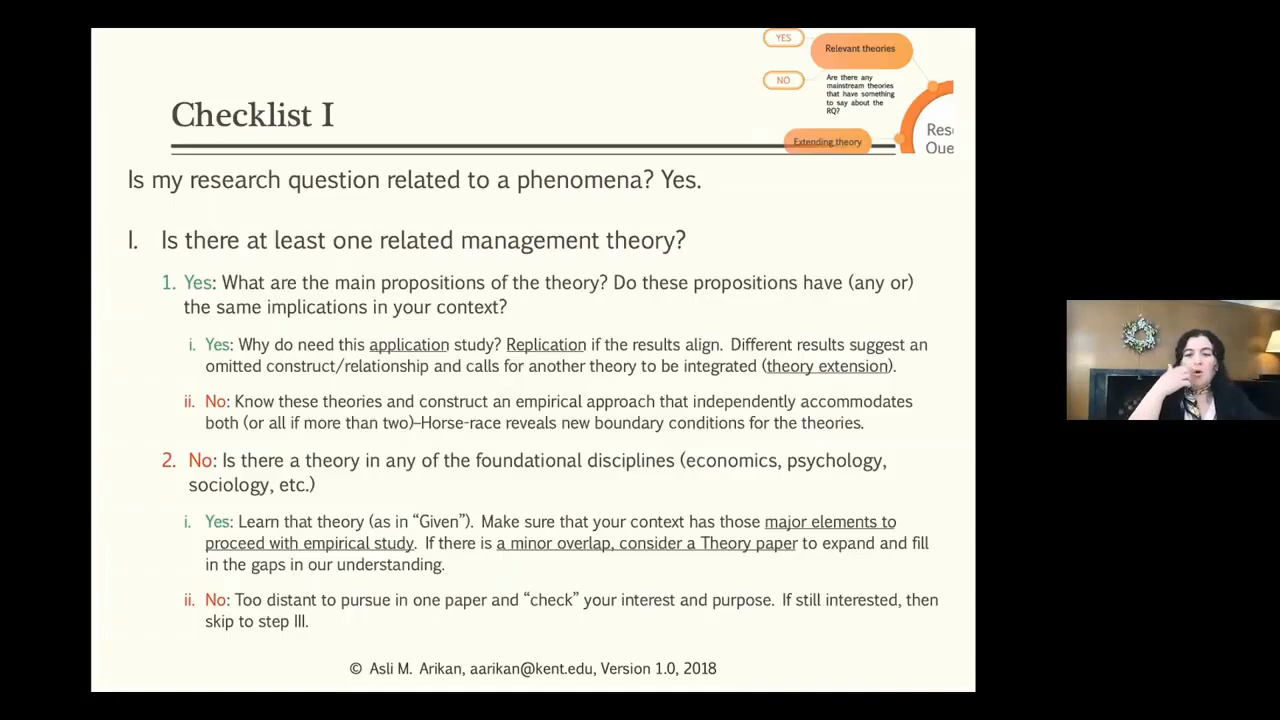 YES
Relevant theories
NO
Are there any
mainstream theories
that have something
to say about the
RQ?
Extending theory
Rese
Que
Checklist I
Is my research question related to a phenomena? Yes.
I. Is there at least one related management theory?
1. Yes: What are the main propositions of the theory? Do these propositions have (any or)
the same implications in your context?
i. Yes: Why do need this application study? Replication if the results align. Different results suggest an
omitted construct/relationship and calls for another theory to be integrated (theory extension).
ii. No: Know these theories and construct an empirical approach that independently accommodates
both (or all if more than two)–Horse-race reveals new boundary conditions for the theories.
2. No: Is there a theory in any of the foundational disciplines (economics, psychology,
sociology, etc.)
i. Yes: Learn that theory (as in “Given”). Make sure that your context has those major elements to
proceed with empirical study. If there is a minor overlap, consider a Theory paper to expand and fill
in the gaps in our understanding.
ii. No: Too distant to pursue in one paper and “check” your interest and purpose. If still interested, then
skip to step III.
© Asli M. Arikan, aarikan@kent.edu, Version 1.0, 2018